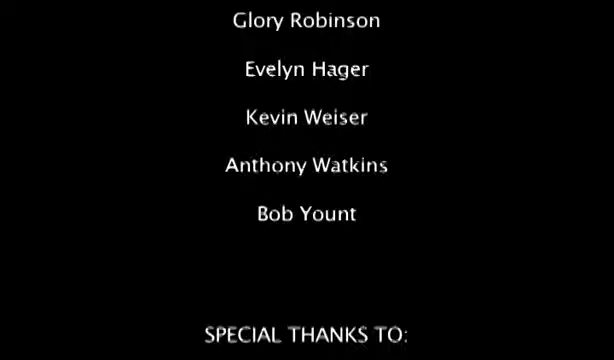 Glory Robinson
Evelyn Hager
Kevin Weiser
Anthony Watkins
Bob Yount
SPECIAL THANKS TO: